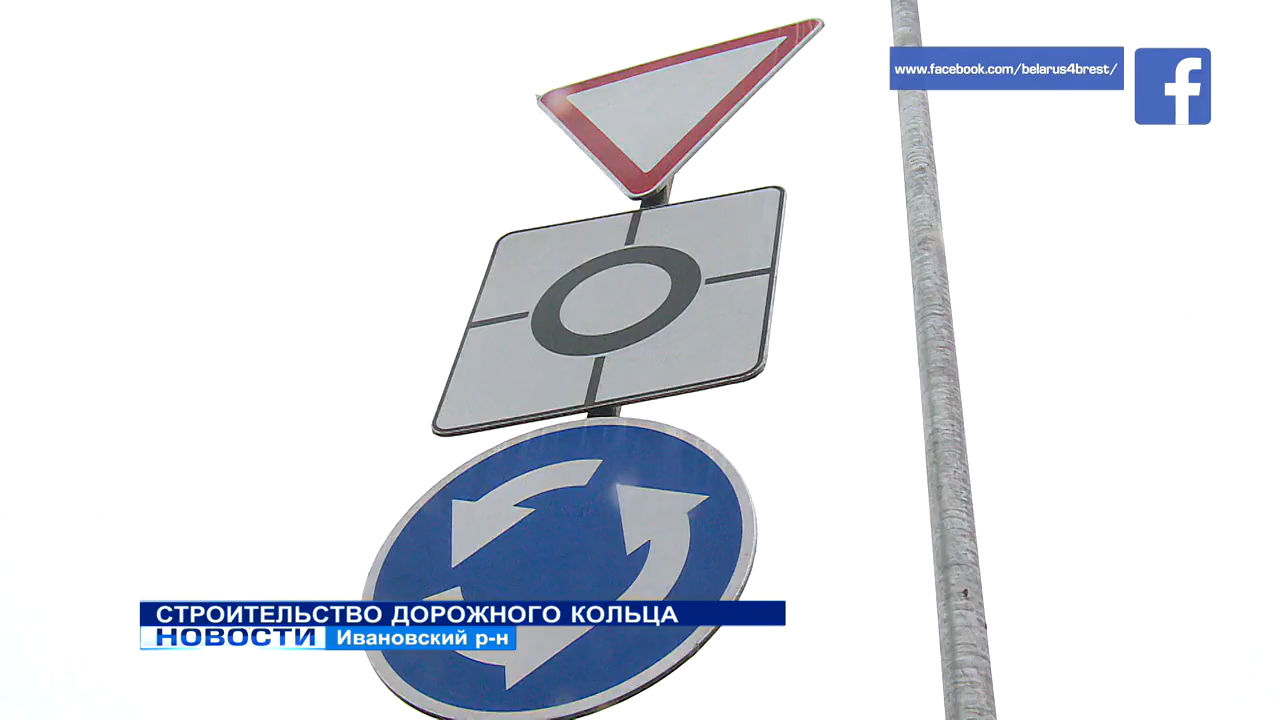 www.facebook.com/belarus4brest/
СТРОИТЕЛЬСТВО ДОРОЖНОГО КОЛЬЦА
НОВОСТИ
Ивановский р-н